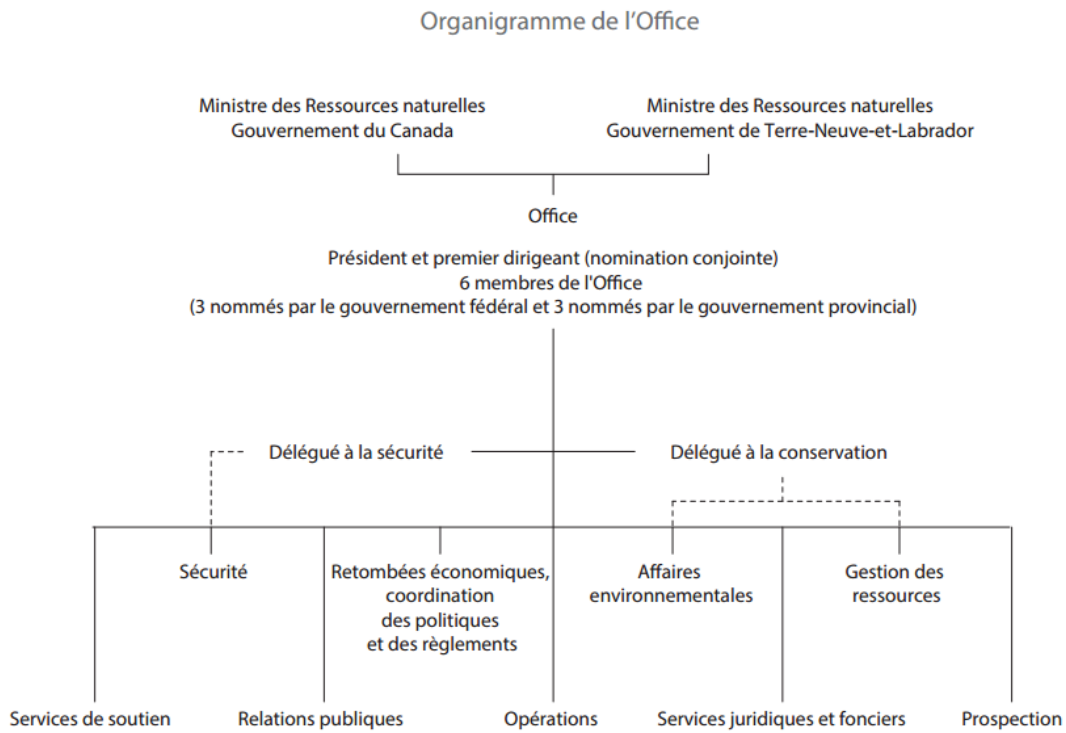 Organigramme de l’Office
Ministre des Ressources naturelles
Gouvernement du Canada
Ministre des Ressources naturelles
Gouvernement de Terre-Neuve-et-Labrador
Office
Président et premier dirigeant (nomination conjointe)
6 membres de l'Office
(3 nommés par le gouvernement fédéral et 3 nommés par le gouvernement provincial)
Délégué à la sécurité
Délégué à la conservation
Sécurité
Retombées économiques,
coordination
des politiques
et des règlements
Affaires
environnementales
Gestion des
ressources
Services de soutien
Relations publiques
Opérations
Services juridiques et fonciers
Prospection